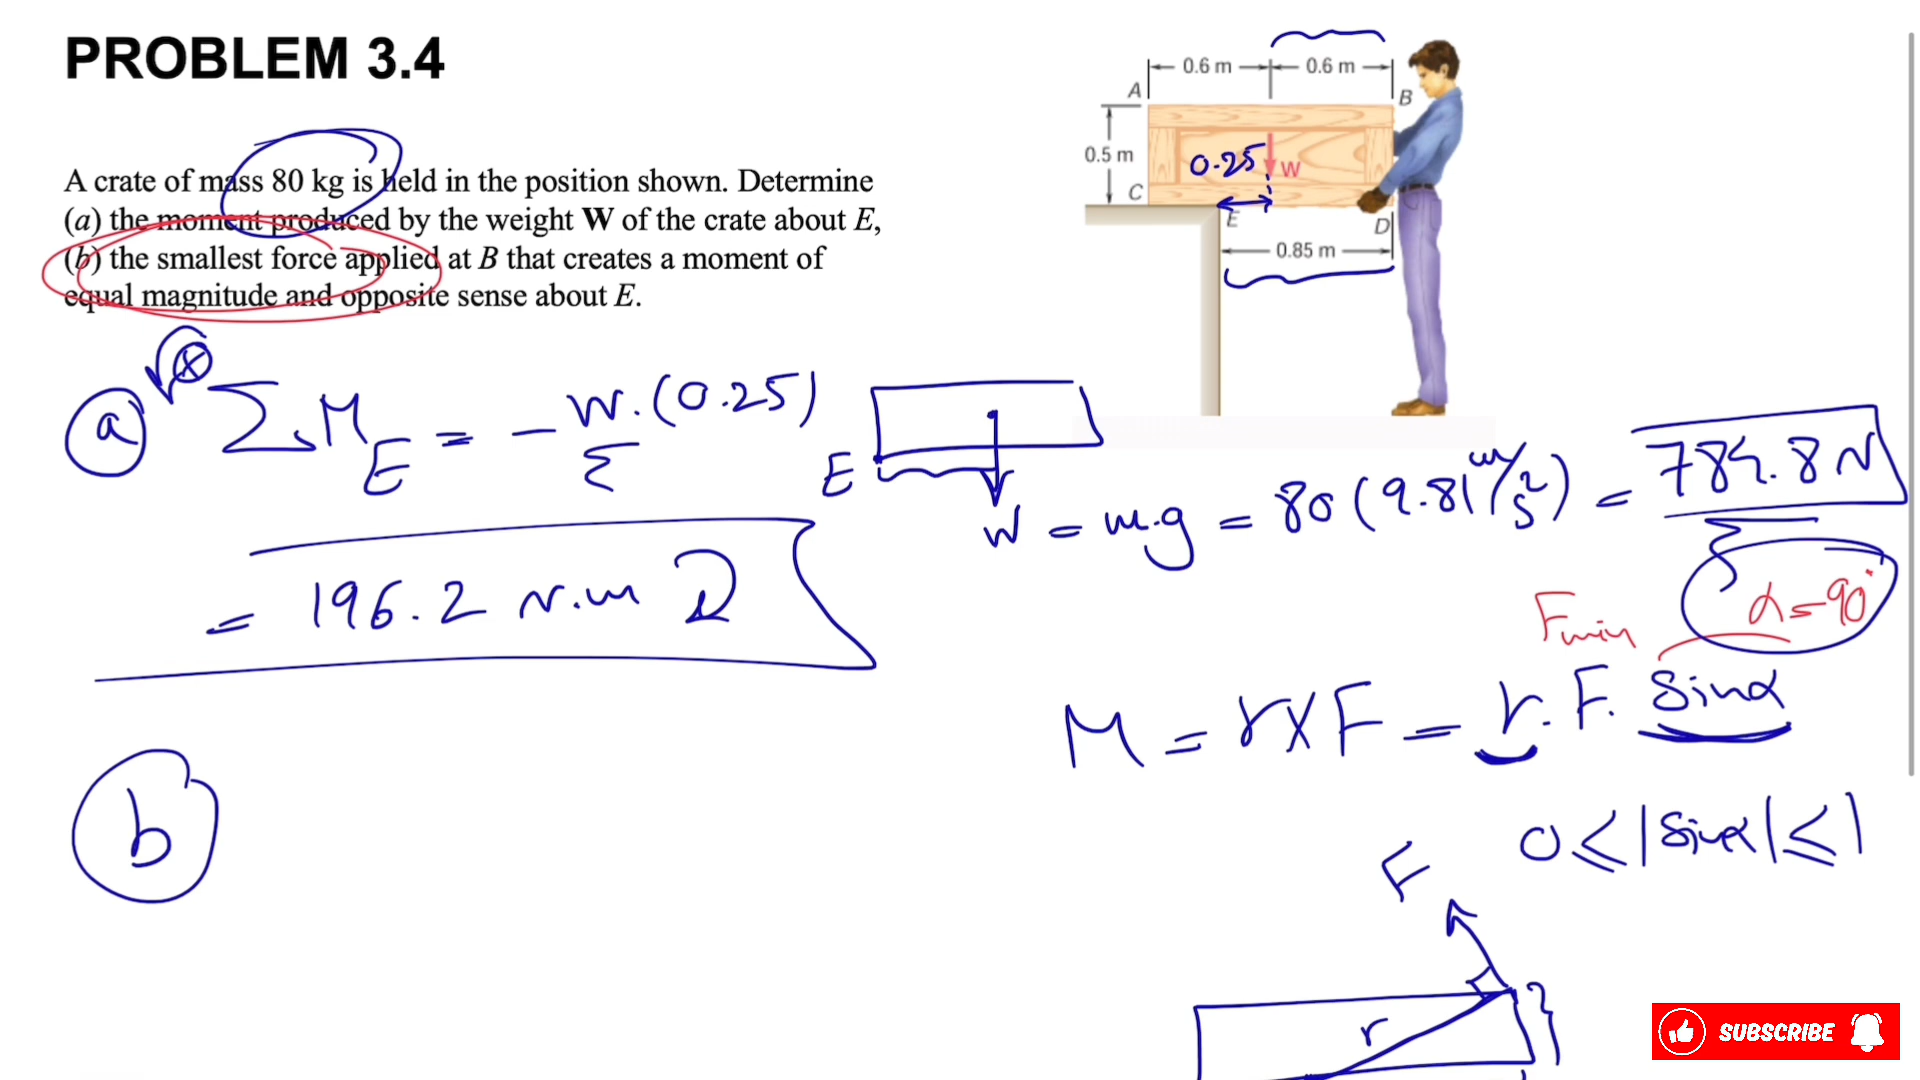 PROBLEM 3.4
A crate of mass 80 kg is held in the position shown. Determine
(a) the moment produced by the weight W of the crate about E,
(b) the smallest force applied at B that creates a moment of
equal magnitude and opposite sense about E.
0.6 m 0.6 m
A B
0.5 m 0.25 W
C
E D
0.85 m
a + ΣM_E = - W.(0.25)
E
W = m.g = 80 (9.81 m/s²) = 784.8 N
= 196.2 N.m
Fmin α=90°
M = r×F = r.F. sinα
b
0 ≤ |sinα| ≤ 1
F
r
SUBSCRIBE